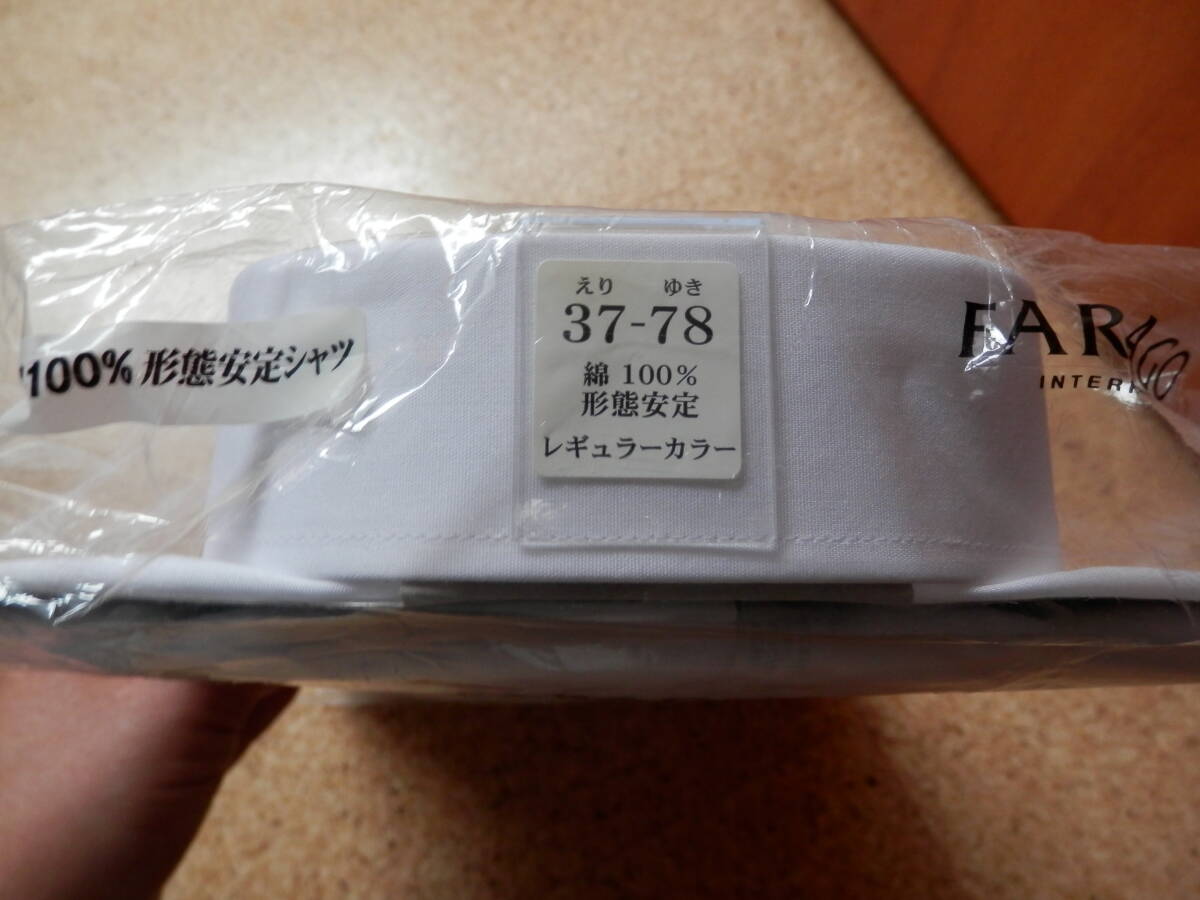 100% 形態安定シャツ
えり ゆき
37-78
綿 100%
形態安定
レギュラーカラー
FARAGO